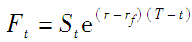 F_t = S_t e^{(r - r_f)(T - t)}